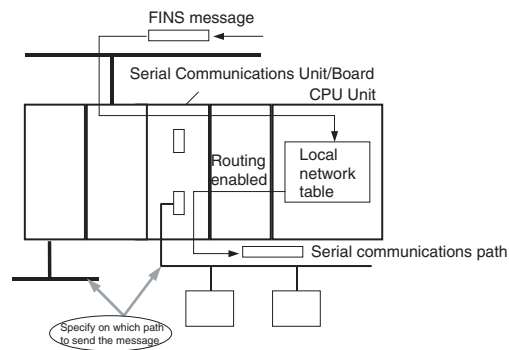 FINS message
Serial Communications Unit/Board
CPU Unit
Routing
enabled
Local
network
table
Serial communications path
Specify on which path
to send the message